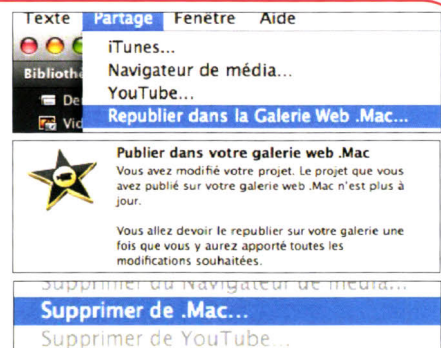 Texte Partage Fenêtre Aide
iTunes...
Bibliothè Navigateur de média...
De YouTube...
Vid Republier dans la Galerie Web .Mac...
Publier dans votre galerie web .Mac
Vous avez modifié votre projet. Le projet que vous
avez publié sur votre galerie web .Mac n'est plus à
jour.
Vous allez devoir le republier sur votre galerie une
fois que vous y aurez apporté toutes les
modifications souhaitées.
Supprimer du Navigateur de média...
Supprimer de .Mac...
Supprimer de YouTube...